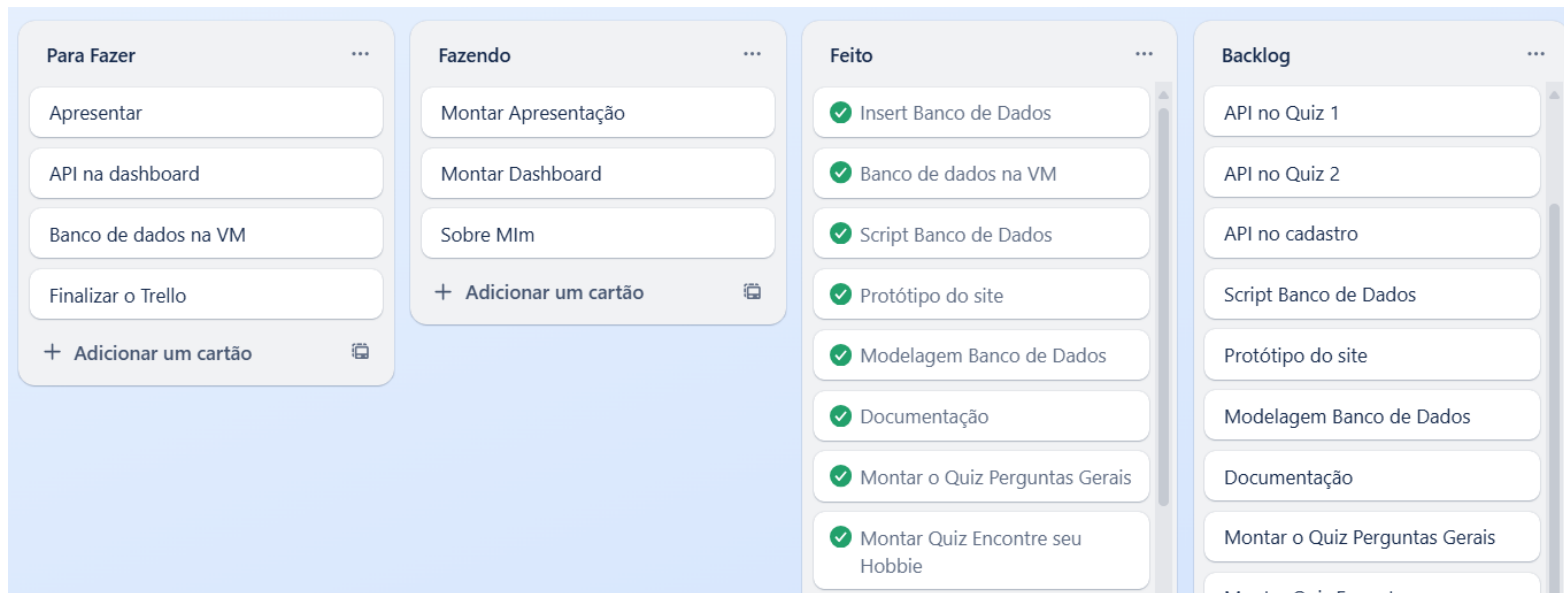 Para Fazer
Apresentar
API na dashboard
Banco de dados na VM
Finalizar o Trello
+ Adicionar um cartão
Fazendo
Montar Apresentação
Montar Dashboard
Sobre MIm
+ Adicionar um cartão
Feito
Insert Banco de Dados
Banco de dados na VM
Script Banco de Dados
Protótipo do site
Modelagem Banco de Dados
Documentação
Montar o Quiz Perguntas Gerais
Montar Quiz Encontre seu
Hobbie
Backlog
API no Quiz 1
API no Quiz 2
API no cadastro
Script Banco de Dados
Protótipo do site
Modelagem Banco de Dados
Documentação
Montar o Quiz Perguntas Gerais